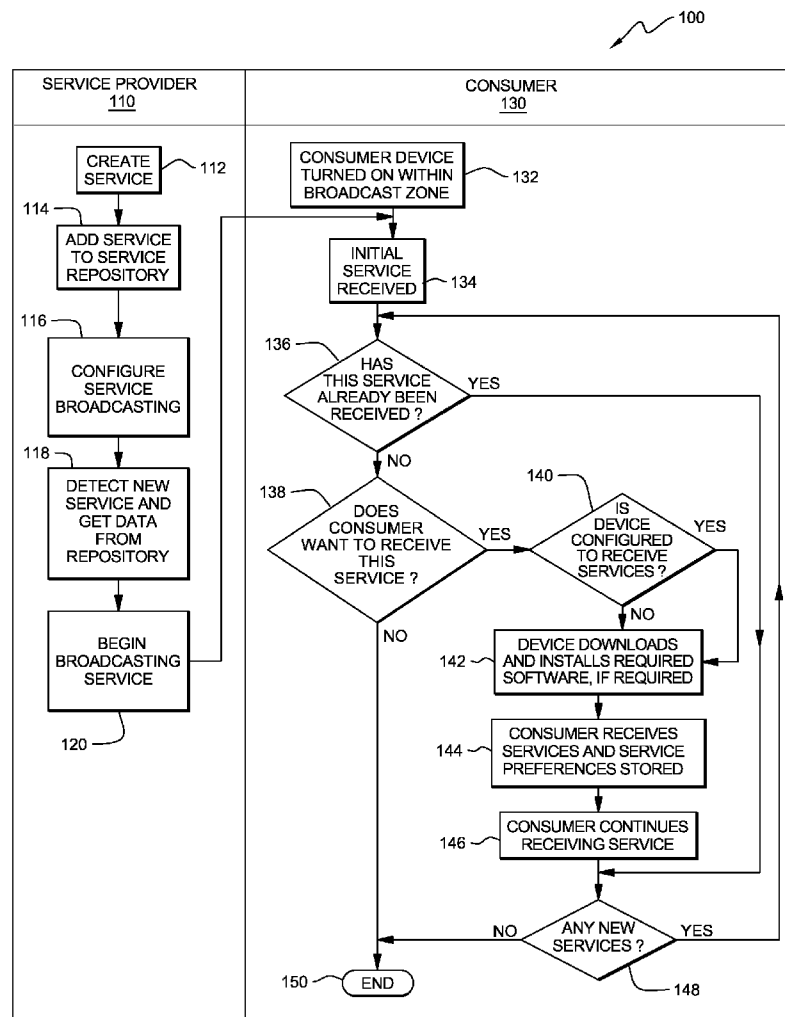 100
SERVICE PROVIDER
110
CONSUMER
130
CREATE
SERVICE
112
114
ADD SERVICE
TO SERVICE
REPOSITORY
116
CONFIGURE
SERVICE
BROADCASTING
118
DETECT NEW
SERVICE AND
GET DATA
FROM
REPOSITORY
BEGIN
BROADCASTING
SERVICE
120
CONSUMER DEVICE
TURNED ON WITHIN
BROADCAST ZONE
132
INITIAL
SERVICE
RECEIVED
134
136
HAS
THIS SERVICE
ALREADY BEEN
RECEIVED ?
YES
NO
138
DOES
CONSUMER
WANT TO RECEIVE
THIS
SERVICE ?
YES
NO
140
IS
DEVICE
CONFIGURED
TO RECEIVE
SERVICES ?
YES
NO
142
DEVICE DOWNLOADS
AND INSTALLS REQUIRED
SOFTWARE, IF REQUIRED
144
CONSUMER RECEIVES
SERVICES AND SERVICE
PREFERENCES STORED
146
CONSUMER CONTINUES
RECEIVING SERVICE
NO
ANY NEW
SERVICES ?
YES
148
150
END